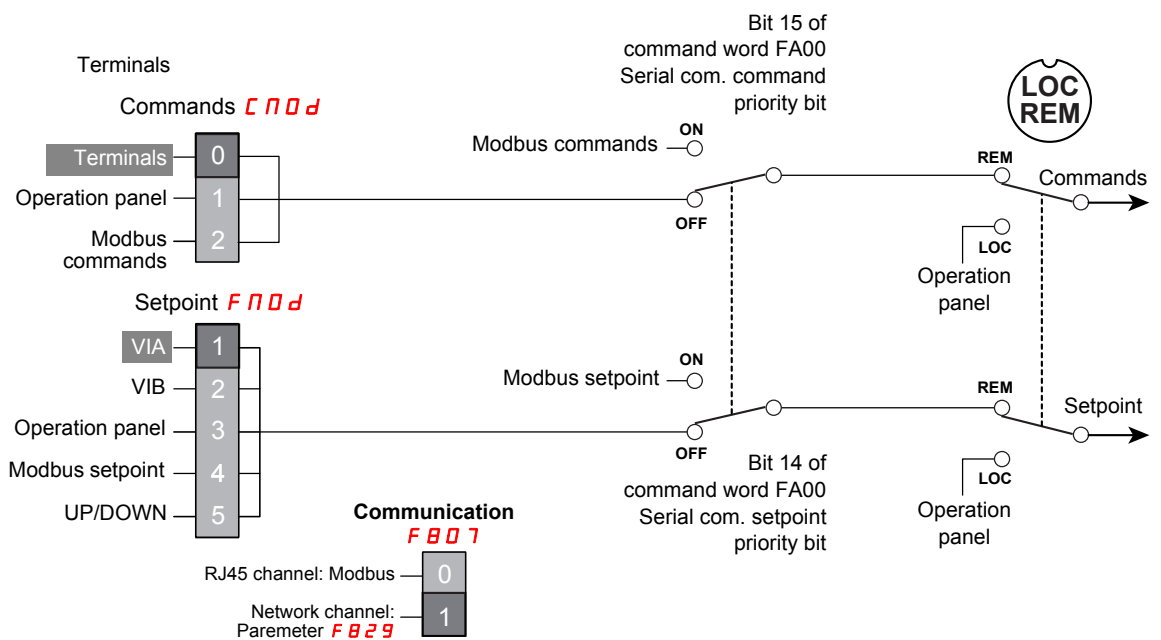 Terminals
Commands CNOd
Terminals
0
Operation panel
1
Modbus
commands
2
Bit 15 of
command word FA00
Serial com. command
priority bit
ON
Modbus commands
OFF
LOC
REM
REM
Commands
LOC
Operation
panel
Setpoint FNOd
VIA
1
VIB
2
Operation panel
3
Modbus setpoint
4
UP/DOWN
5
ON
Modbus setpoint
OFF
Bit 14 of
command word FA00
Serial com. setpoint
priority bit
REM
Setpoint
LOC
Operation
panel
Communication
F807
RJ45 channel: Modbus
0
Network channel:
Paremeter F829
1